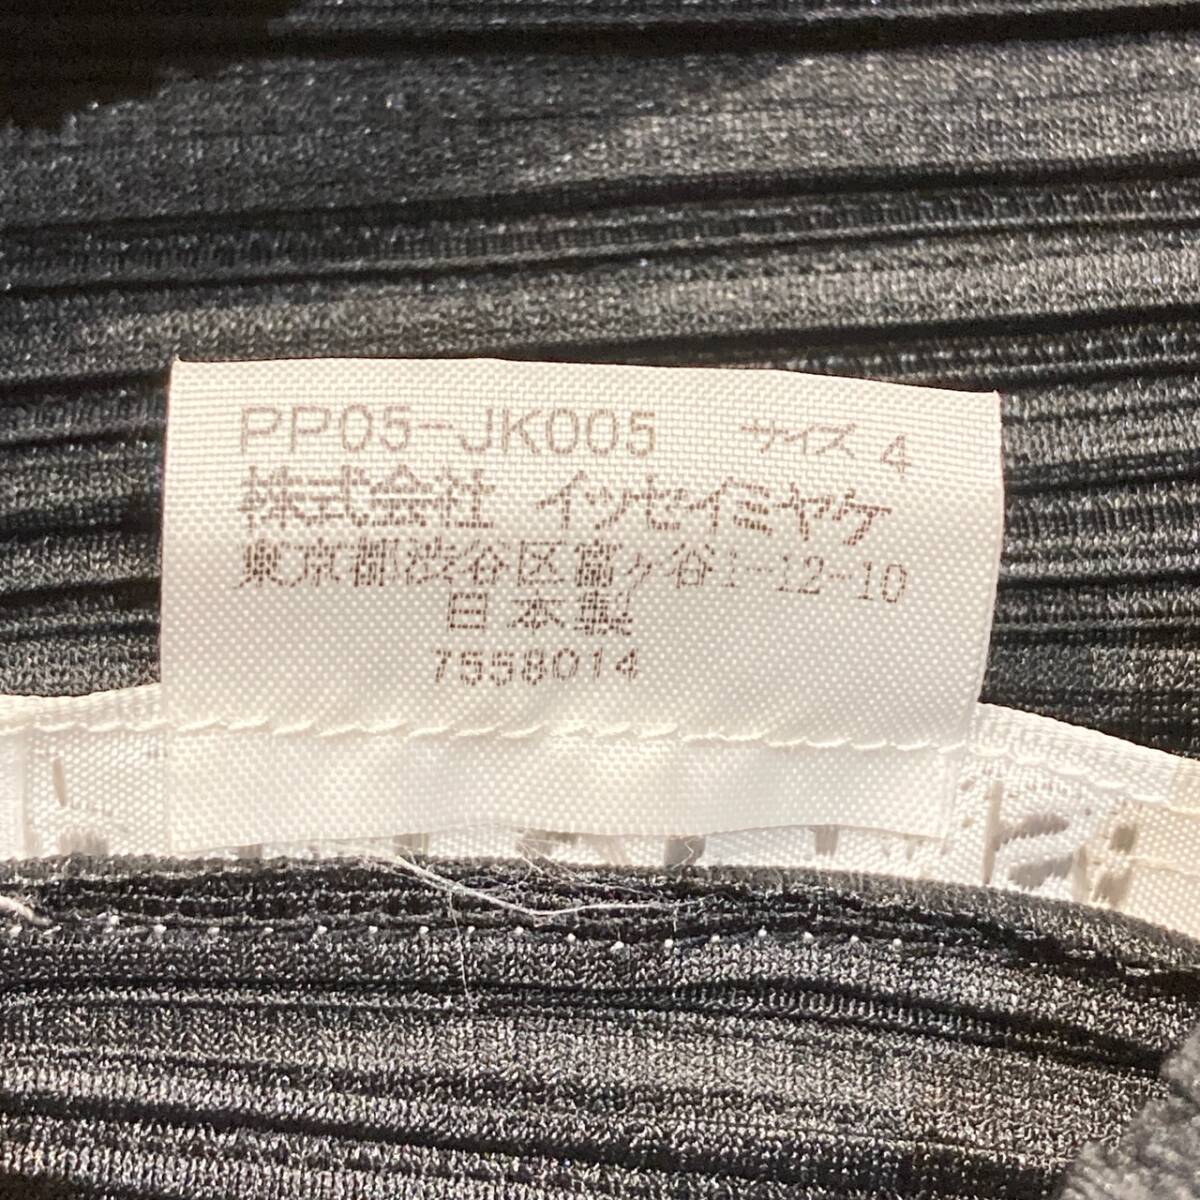 PP05-JK005 サイズ 4
株式会社 イッセイミヤケ
東京都渋谷区富ヶ谷1-12-10
日本製
7558014